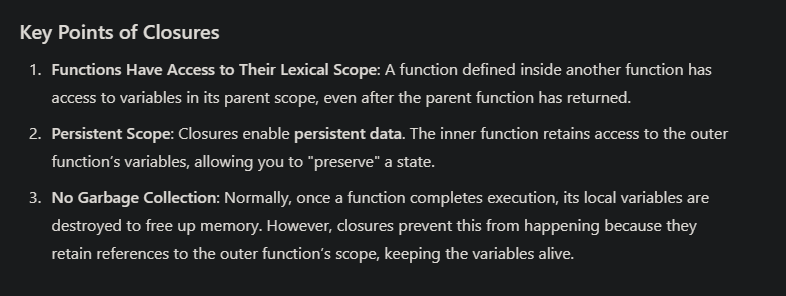 Key Points of Closures
1. Functions Have Access to Their Lexical Scope: A function defined inside another function has
access to variables in its parent scope, even after the parent function has returned.
2. Persistent Scope: Closures enable persistent data. The inner function retains access to the outer
function's variables, allowing you to "preserve" a state.
3. No Garbage Collection: Normally, once a function completes execution, its local variables are
destroyed to free up memory. However, closures prevent this from happening because they
retain references to the outer function's scope, keeping the variables alive.